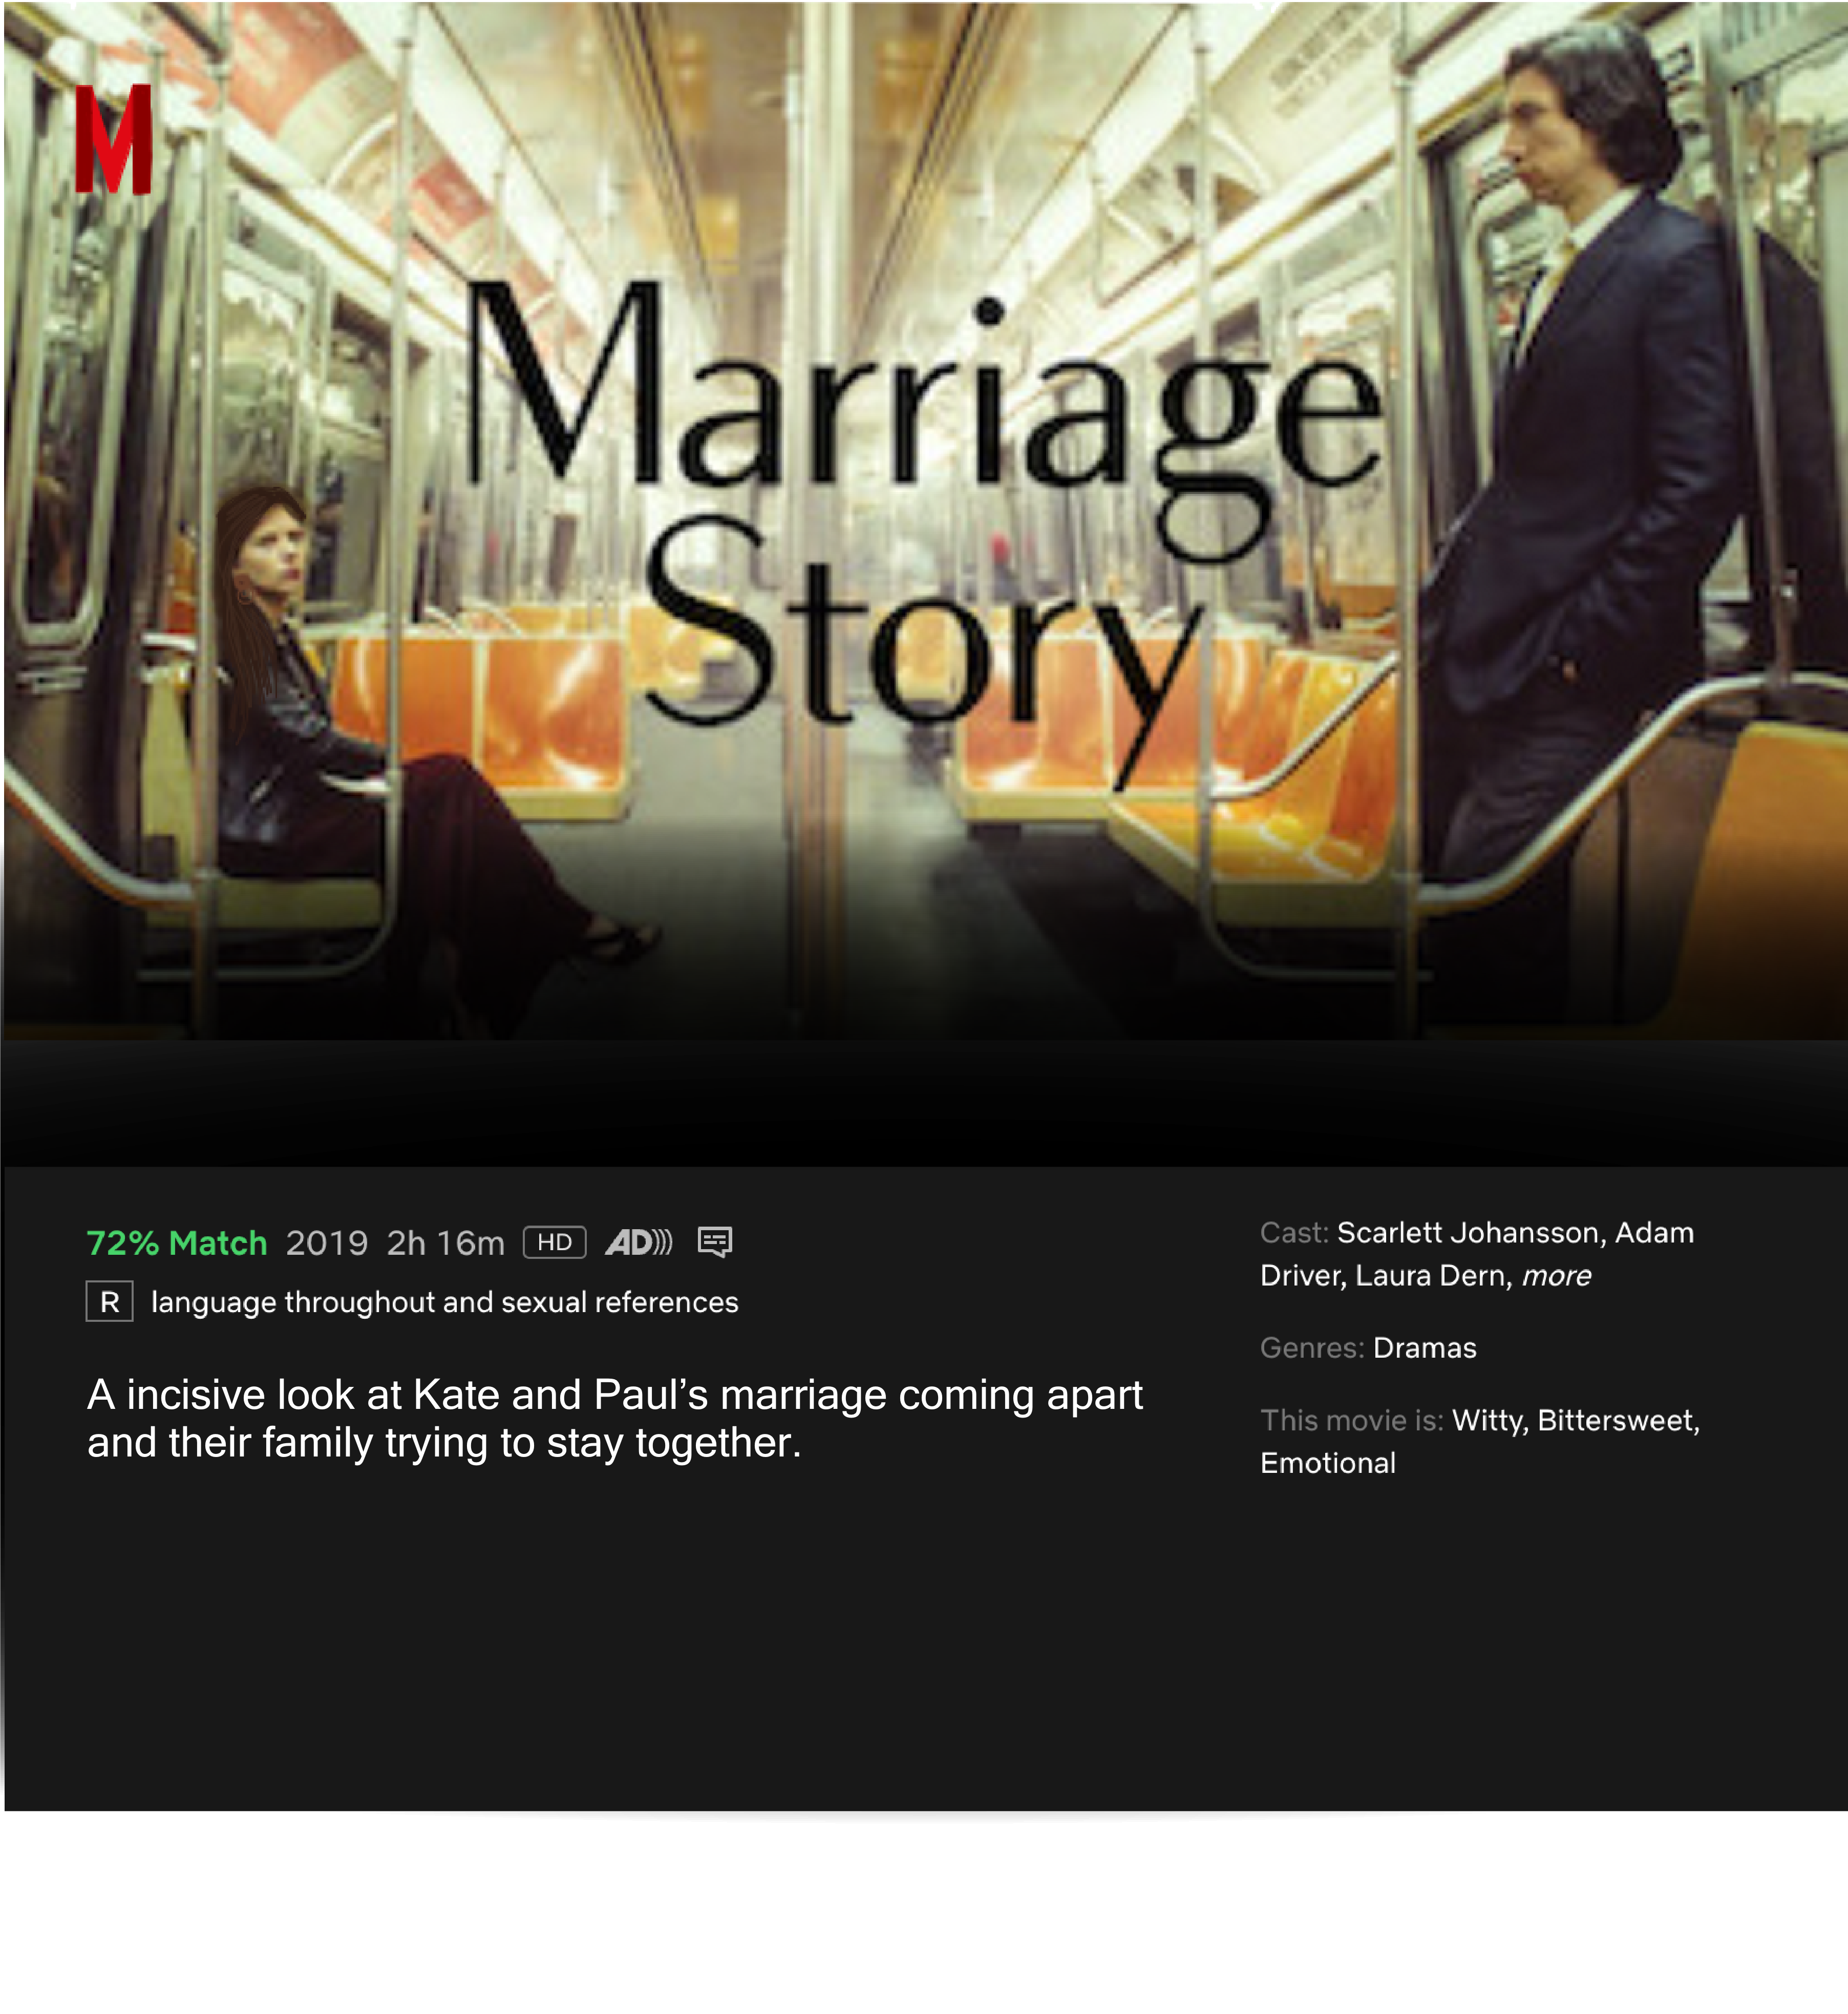 M
Marriage
Story
72% Match 2019 2h 16m HD AD)))
R language throughout and sexual references
A incisive look at Kate and Paul’s marriage coming apart
and their family trying to stay together.
Cast: Scarlett Johansson, Adam
Driver, Laura Dern, more
Genres: Dramas
This movie is: Witty, Bittersweet,
Emotional